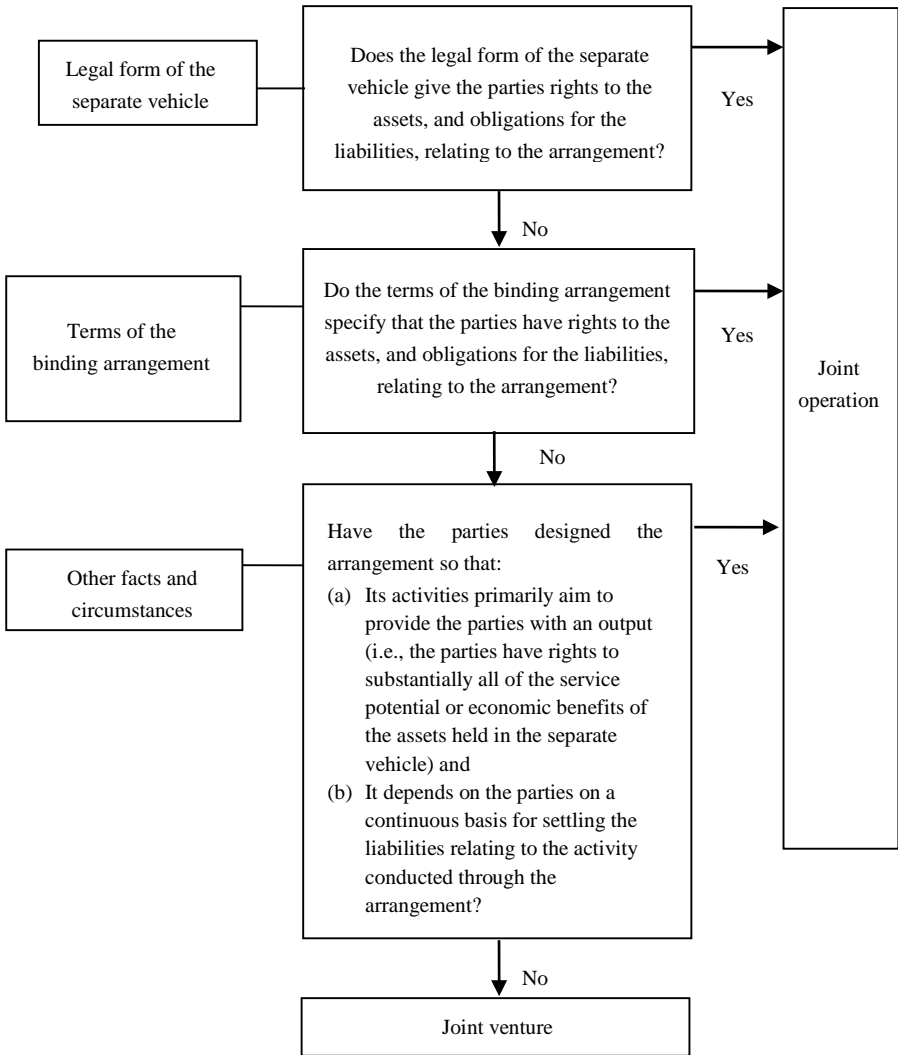 Legal form of the
separate vehicle
Does the legal form of the separate
vehicle give the parties rights to the
assets, and obligations for the
liabilities, relating to the arrangement?
Yes
No
Terms of the
binding arrangement
Do the terms of the binding arrangement
specify that the parties have rights to the
assets, and obligations for the liabilities,
relating to the arrangement?
Yes
Joint
operation
No
Other facts and
circumstances
Have the parties designed the
arrangement so that:
(a) Its activities primarily aim to
provide the parties with an output
(i.e., the parties have rights to
substantially all of the service
potential or economic benefits of
the assets held in the separate
vehicle) and
(b) It depends on the parties on a
continuous basis for settling the
liabilities relating to the activity
conducted through the
arrangement?
Yes
No
Joint venture